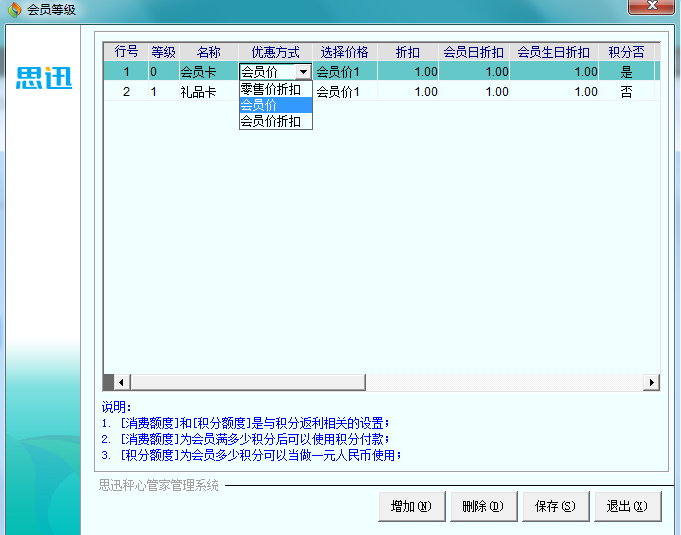 会员等级
思迅
行号 等级 名称 优惠方式 选择价格 折扣 会员日折扣 会员生日折扣 积分否
1 0 会员卡 会员价 会员价1 1.00 1.00 1.00 是
2 1 礼品卡 会员价1 1.00 1.00 1.00 否
零售价折扣
会员价
会员价折扣
说明:
1. [消费额度]和[积分额度]是与积分返利相关的设置;
2. [消费额度]为会员满多少积分后可以使用积分付款;
3. [积分额度]为会员多少积分可以当做一元人民币使用;
思迅秤心管家管理系统
增加(N) 删除(D) 保存(S) 退出(X)